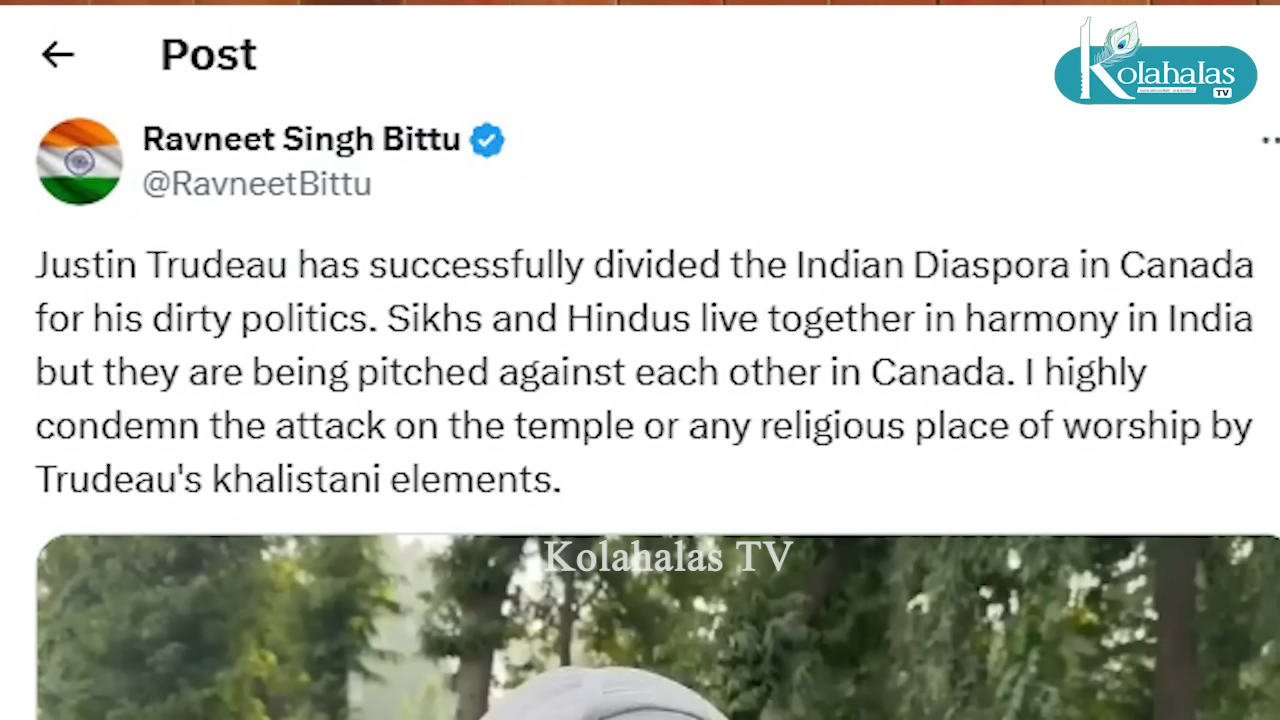 Post
Kolahalas
TV
Ravneet Singh Bittu
@RavneetBittu
Justin Trudeau has successfully divided the Indian Diaspora in Canada
for his dirty politics. Sikhs and Hindus live together in harmony in India
but they are being pitched against each other in Canada. I highly
condemn the attack on the temple or any religious place of worship by
Trudeau's khalistani elements.
Kolahalas TV